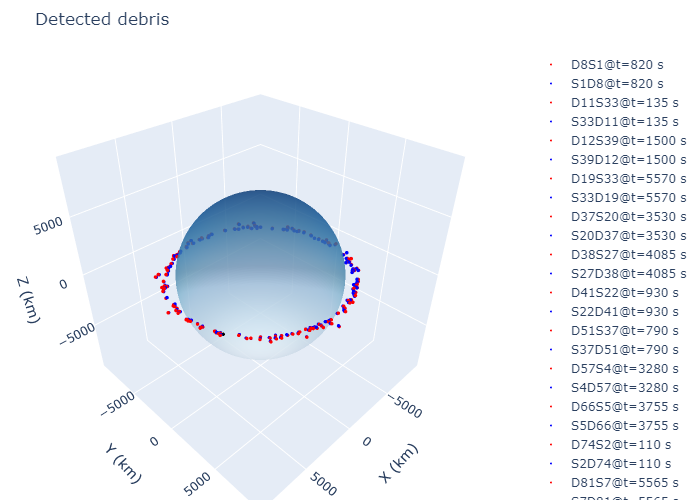 Detected debris
D8S1@t=820 s
S1D8@t=820 s
D11S33@t=135 s
S33D11@t=135 s
D12S39@t=1500 s
S39D12@t=1500 s
D19S33@t=5570 s
S33D19@t=5570 s
D37S20@t=3530 s
S20D37@t=3530 s
D38S27@t=4085 s
S27D38@t=4085 s
D41S22@t=930 s
S22D41@t=930 s
D51S37@t=790 s
S37D51@t=790 s
D57S4@t=3280 s
S4D57@t=3280 s
D66S5@t=3755 s
S5D66@t=3755 s
D74S2@t=110 s
S2D74@t=110 s
D81S7@t=5565 s
S7D81@t=5565 s
5000
0
−5000
Z (km)
−5000
0
5000
Y (km)
−5000
0
5000
X (km)